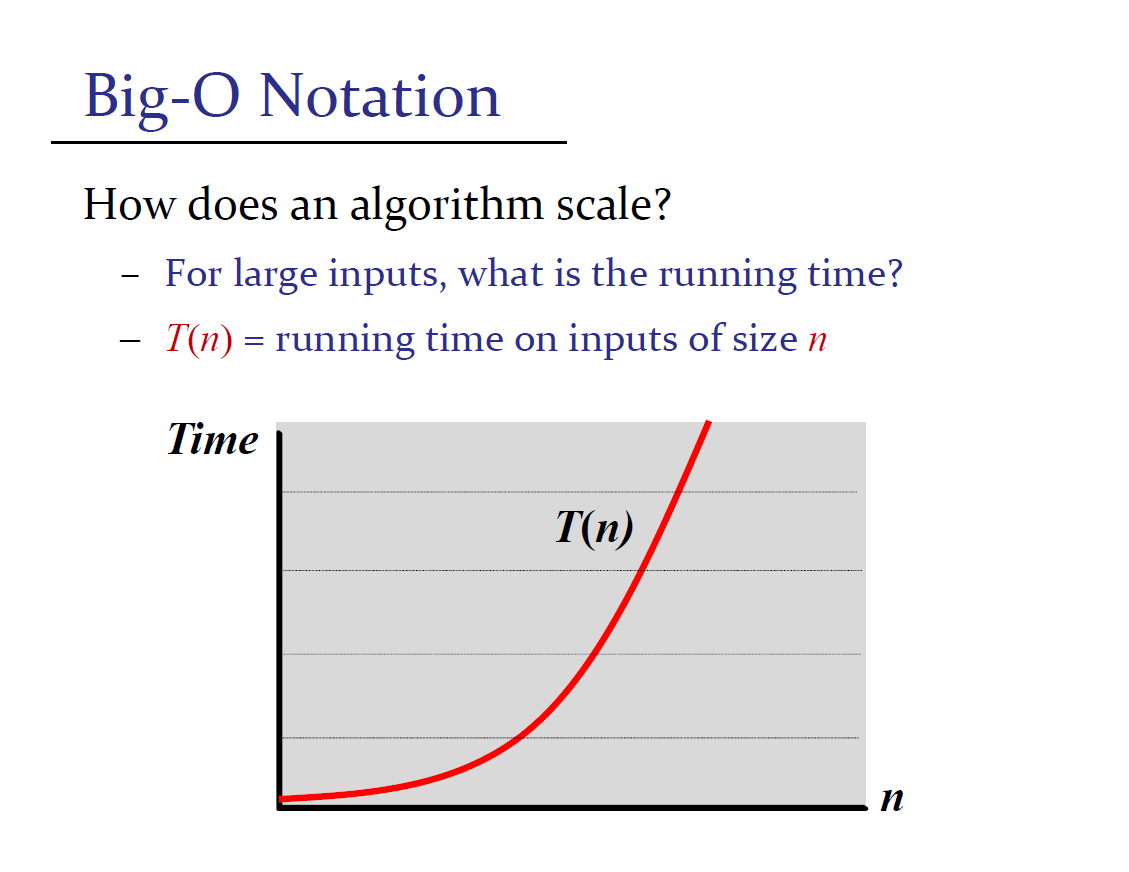 Big-O Notation
How does an algorithm scale?
– For large inputs, what is the running time?
– T(n) = running time on inputs of size n
Time
T(n)
n